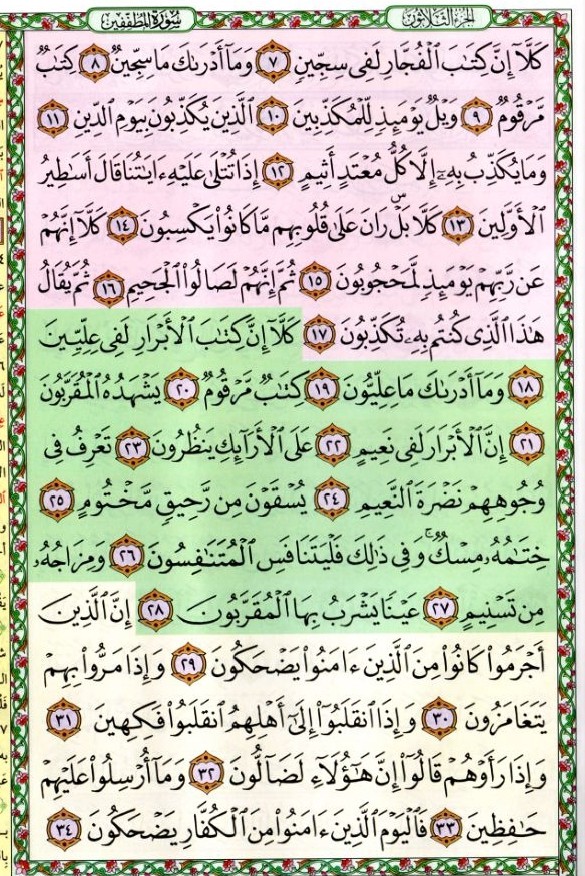 الجزء الثلاثون
سورة المطففين
كَلَّآ إِنَّ كِتَٰبَ ٱلْفُجَّارِ لَفِى سِجِّينٍ ٧ وَمَآ أَدْرَىٰكَ مَا سِجِّينٌ ٨ كِتَٰبٌ
مَّرْقُومٌ ٩ وَيْلٌ يَوْمَئِذٍ لِّلْمُكَذِّبِينَ ١٠ ٱلَّذِينَ يُكَذِّبُونَ بِيَوْمِ ٱلدِّينِ ١١
وَمَا يُكَذِّبُ بِهِۦٓ إِلَّا كُلُّ مُعْتَدٍ أَثِيمٍ ١٢ إِذَا تُتْلَىٰ عَلَيْهِ ءَايَٰتُنَا قَالَ أَسَٰطِيرُ
ٱلْأَوَّلِينَ ١٣ كَلَّا بَلْ ۜ رَانَ عَلَىٰ قُلُوبِهِم مَّا كَانُوا۟ يَكْسِبُونَ ١٤ كَلَّآ إِنَّهُمْ
عَن رَّبِّهِمْ يَوْمَئِذٍ لَّمَحْجُوبُونَ ١٥ ثُمَّ إِنَّهُمْ لَصَالُوا۟ ٱلْجَحِيمِ ١٦ ثُمَّ يُقَالُ
هَٰذَا ٱلَّذِى كُنتُم بِهِۦ تُكَذِّبُونَ ١٧ كَلَّآ إِنَّ كِتَٰبَ ٱلْأَبْرَارِ لَفِى عِلِّيِّينَ
١٨ وَمَآ أَدْرَىٰكَ مَا عِلِّيُّونَ ١٩ كِتَٰبٌ مَّرْقُومٌ ٢٠ يَشْهَدُهُ ٱلْمُقَرَّبُونَ
٢١ إِنَّ ٱلْأَبْرَارَ لَفِى نَعِيمٍ ٢٢ عَلَى ٱلْأَرَآئِكِ يَنظُرُونَ ٢٣ تَعْرِفُ فِى
وُجُوهِهِمْ نَضْرَةَ ٱلنَّعِيمِ ٢٤ يُسْقَوْنَ مِن رَّحِيقٍ مَّخْتُومٍ ٢٥
خِتَٰمُهُۥ مِسْكٌ ۚ وَفِى ذَٰلِكَ فَلْيَتَنَافَسِ ٱلْمُتَنَٰفِسُونَ ٢٦ وَمِزَاجُهُۥ
مِن تَسْنِيمٍ ٢٧ عَيْنًا يَشْرَبُ بِهَا ٱلْمُقَرَّبُونَ ٢٨ إِنَّ ٱلَّذِينَ
أَجْرَمُوا۟ كَانُوا۟ مِنَ ٱلَّذِينَ ءَامَنُوا۟ يَضْحَكُونَ ٢٩ وَإِذَا مَرُّوا۟ بِهِمْ
يَتَغَامَزُونَ ٣٠ وَإِذَا ٱنقَلَبُوٓا۟ إِلَىٰٓ أَهْلِهِمُ ٱنقَلَبُوا۟ فَكِهِينَ ٣١
وَإِذَا رَأَوْهُمْ قَالُوٓا۟ إِنَّ هَٰٓؤُلَآءِ لَضَآلُّونَ ٣٢ وَمَآ أُرْسِلُوا۟ عَلَيْهِمْ
حَٰفِظِينَ ٣٣ فَٱلْيَوْمَ ٱلَّذِينَ ءَامَنُوا۟ مِنَ ٱلْكُفَّارِ يَضْحَكُونَ ٣٤